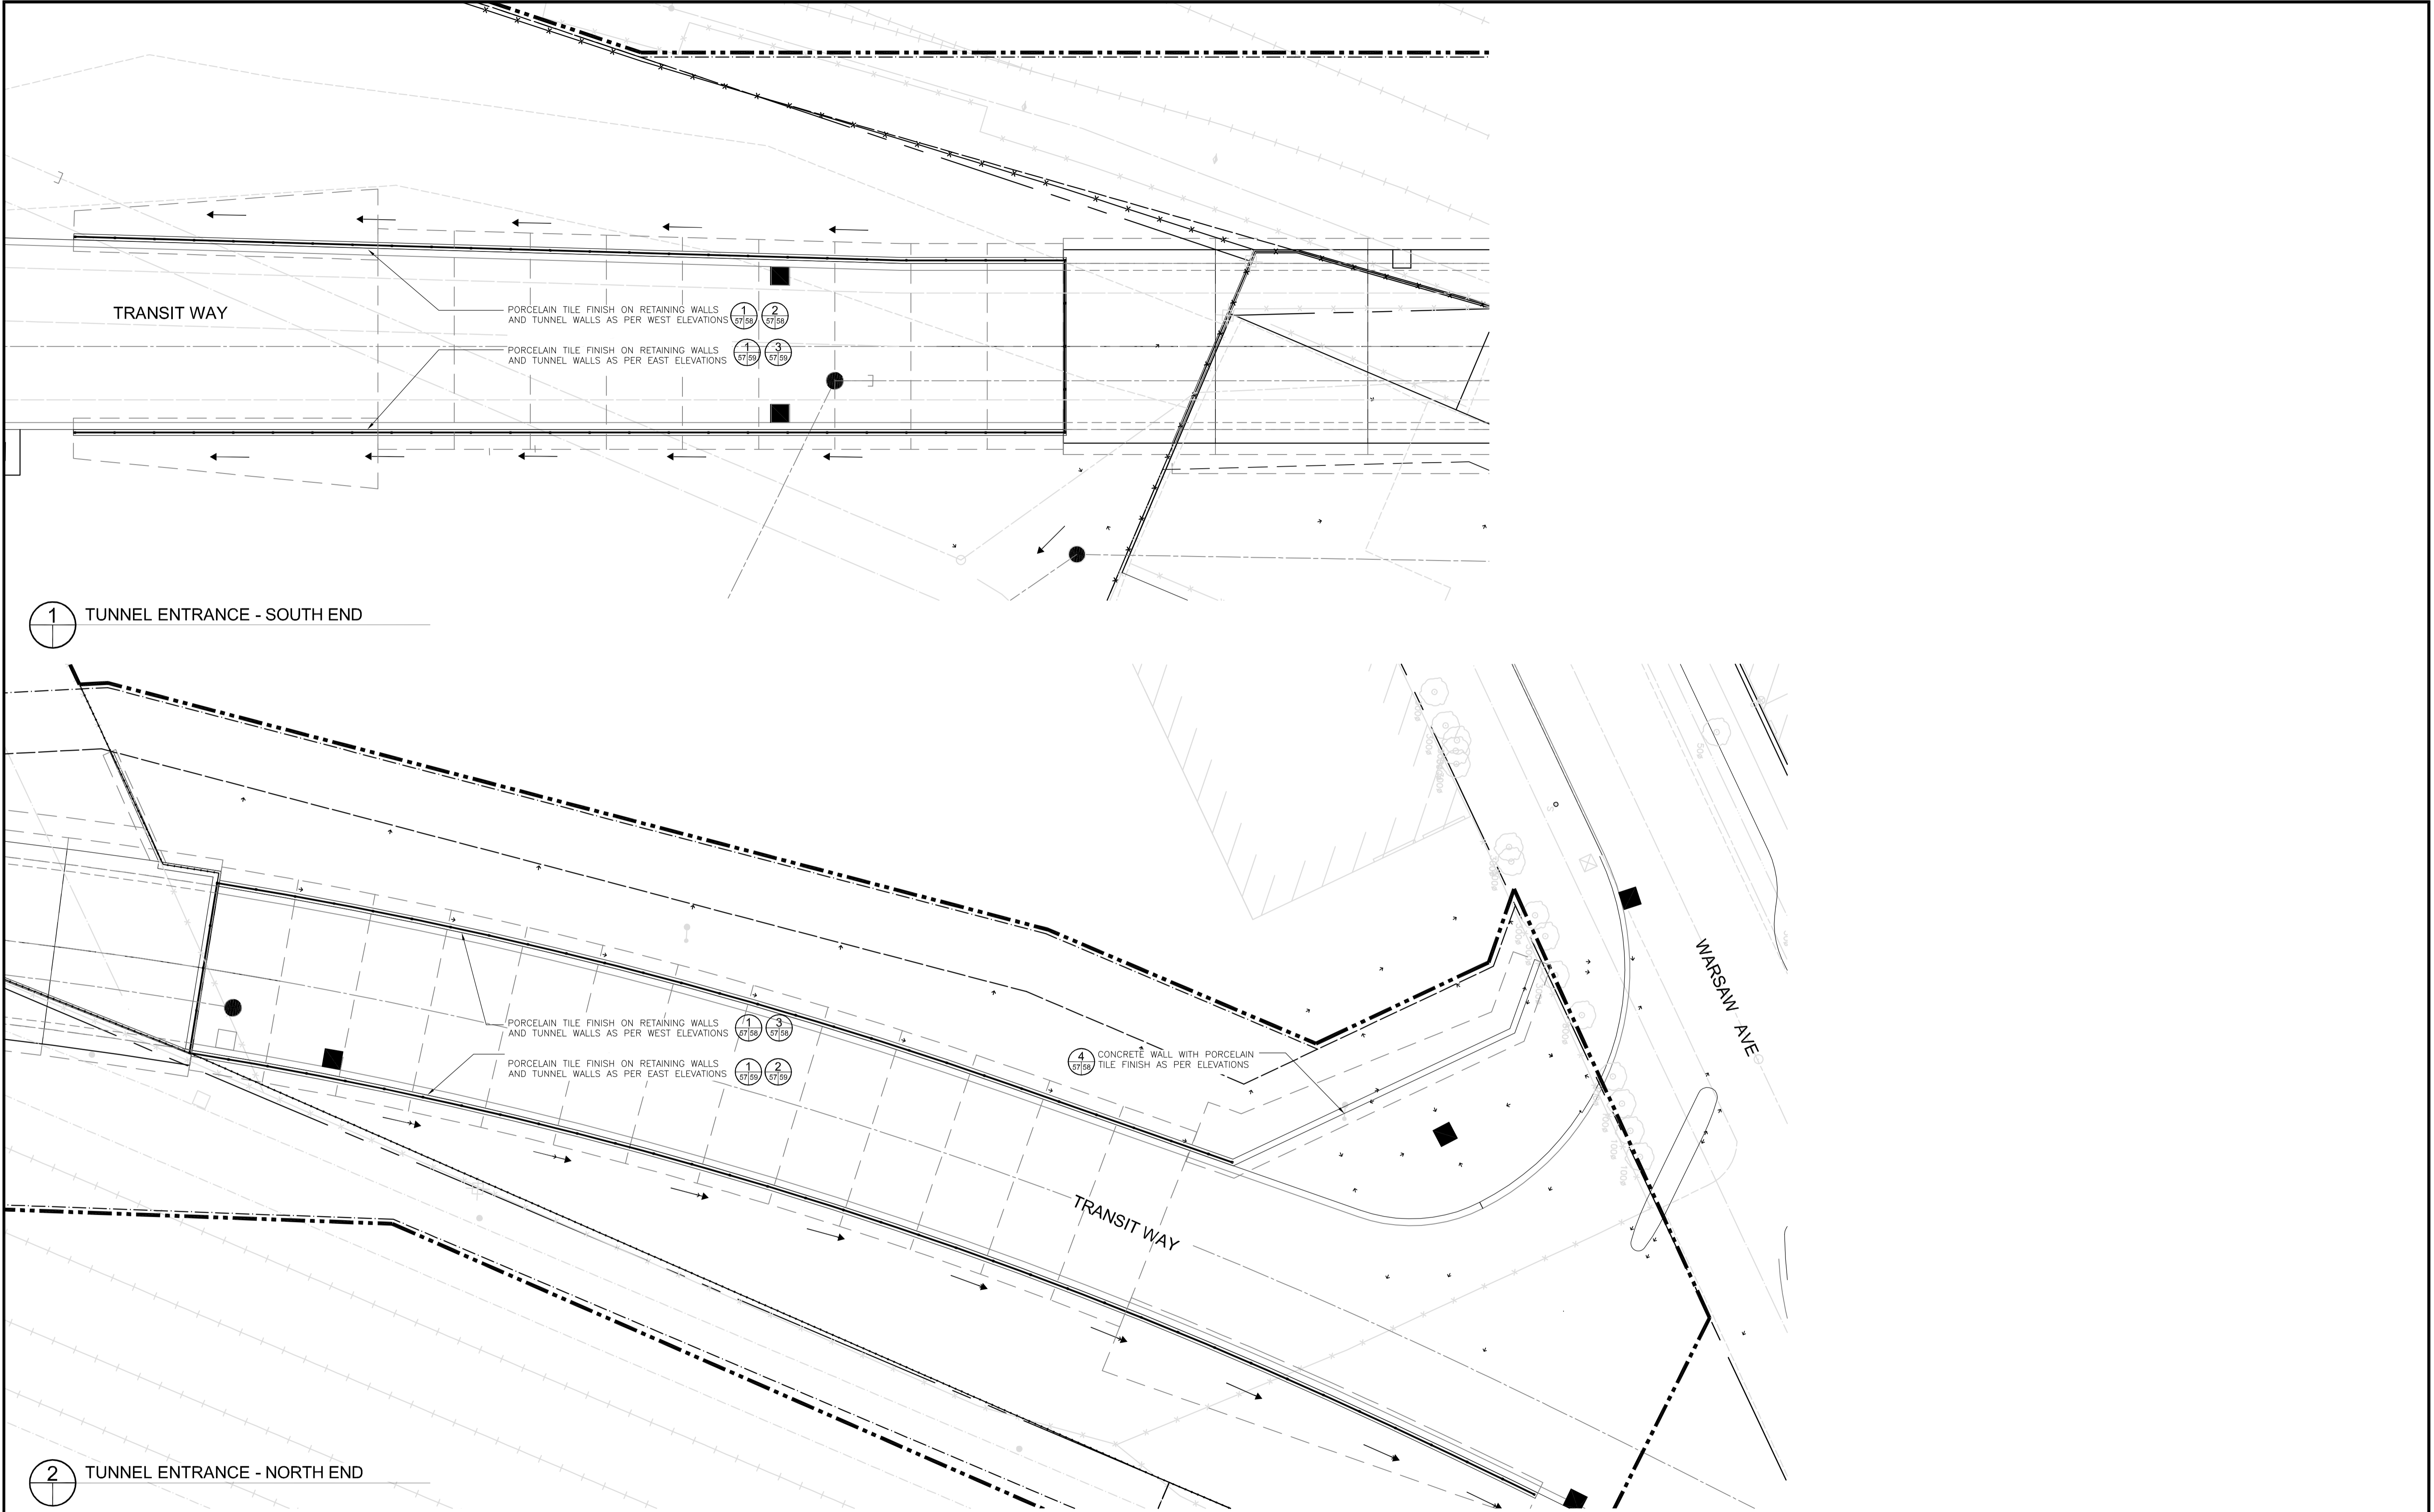 TRANSIT WAY
PORCELAIN TILE FINISH ON RETAINING WALLS
AND TUNNEL WALLS AS PER WEST ELEVATIONS
1
57 58
2
57 58
PORCELAIN TILE FINISH ON RETAINING WALLS
AND TUNNEL WALLS AS PER EAST ELEVATIONS
1
57 59
3
57 59
1
TUNNEL ENTRANCE - SOUTH END
WARSAW AVE
PORCELAIN TILE FINISH ON RETAINING WALLS
AND TUNNEL WALLS AS PER WEST ELEVATIONS
1
57 58
3
57 58
PORCELAIN TILE FINISH ON RETAINING WALLS
AND TUNNEL WALLS AS PER EAST ELEVATIONS
1
57 59
2
57 59
4
57 58
CONCRETE WALL WITH PORCELAIN
TILE FINISH AS PER ELEVATIONS
TRANSIT WAY
50ø
100ø
100ø
2
TUNNEL ENTRANCE - NORTH END